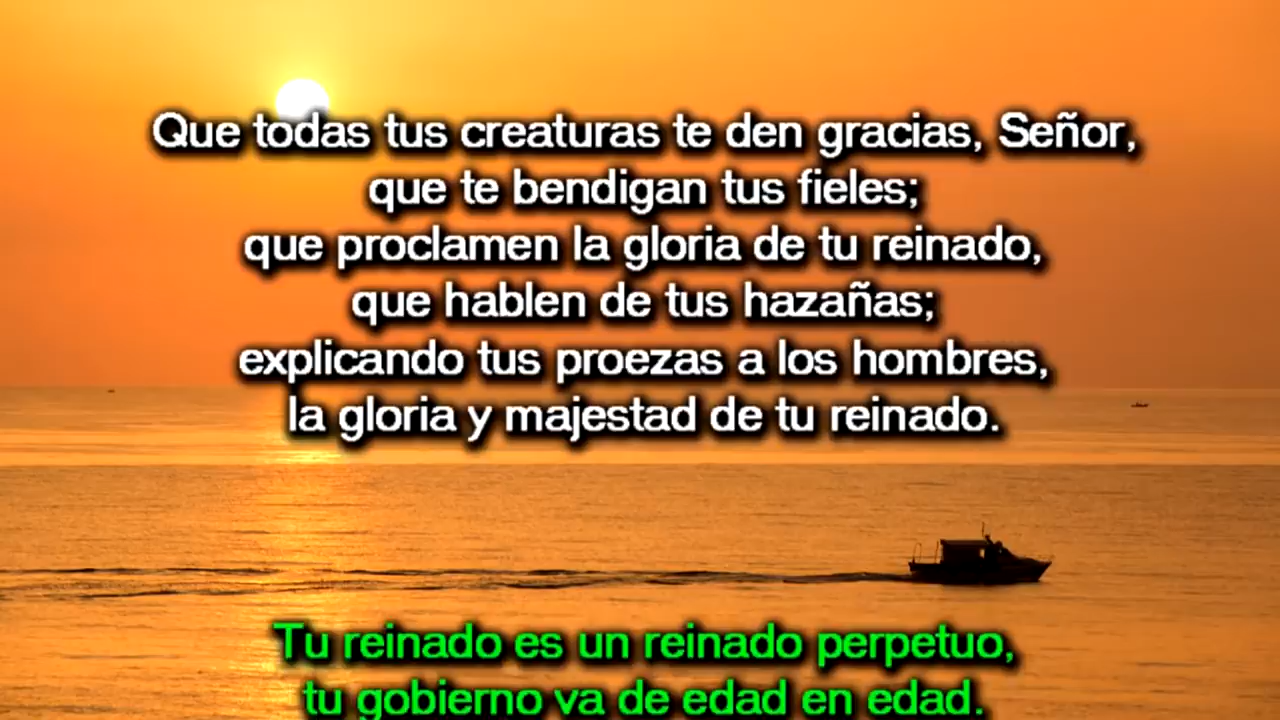 Que todas tus creaturas te den gracias, Señor,
que te bendigan tus fieles;
que proclamen la gloria de tu reinado,
que hablen de tus hazañas;
explicando tus proezas a los hombres,
la gloria y majestad de tu reinado.
Tu reinado es un reinado perpetuo,
tu gobierno va de edad en edad.